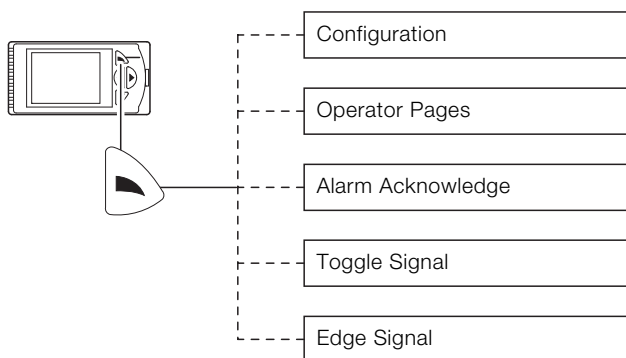 Configuration
Operator Pages
Alarm Acknowledge
Toggle Signal
Edge Signal